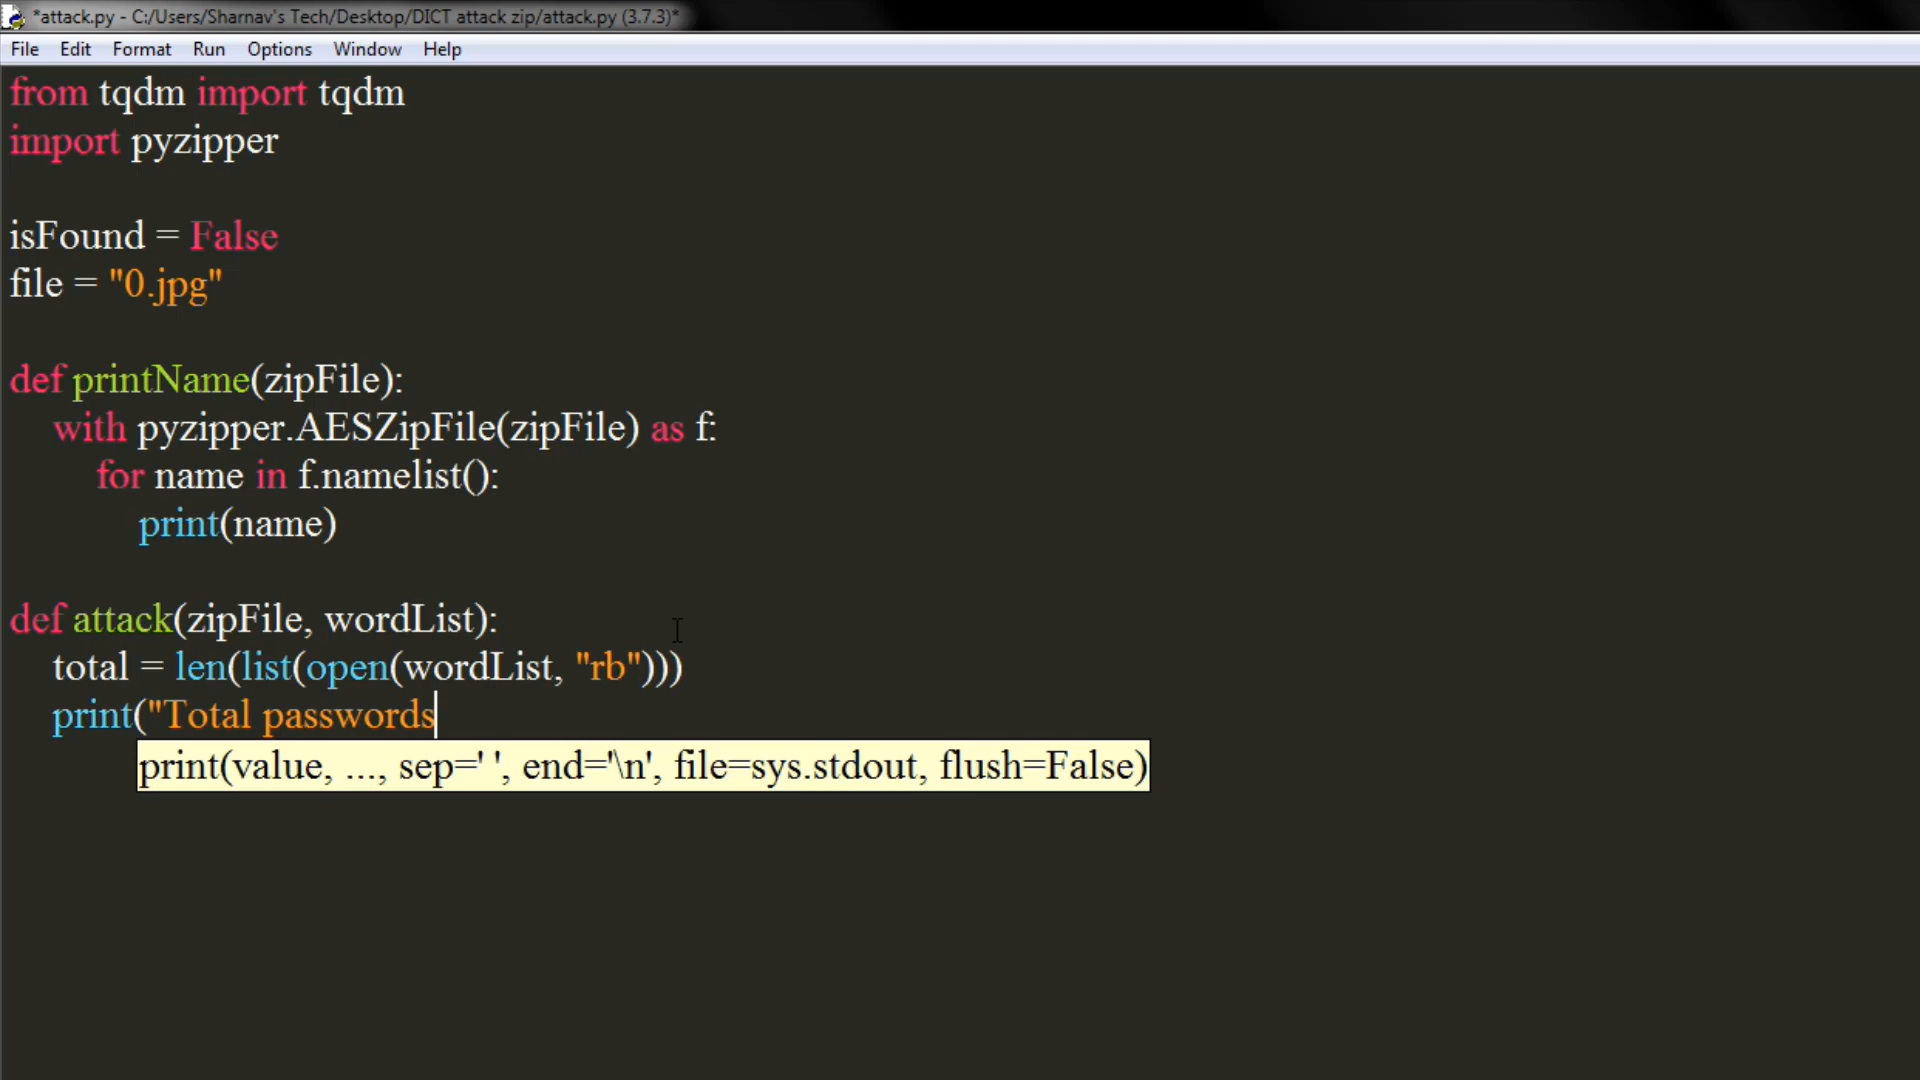 *attack.py - C:/Users/Sharnav's Tech/Desktop/DICT attack zip/attack.py (3.7.3)*
File Edit Format Run Options Window Help
from tqdm import tqdm
import pyzipper
isFound = False
file = "0.jpg"
def printName(zipFile):
with pyzipper.AESZipFile(zipFile) as f:
for name in f.namelist():
print(name)
def attack(zipFile, wordList):
total = len(list(open(wordList, "rb")))
print("Total passwords
print(value, ..., sep=' ', end='\n', file=sys.stdout, flush=False)